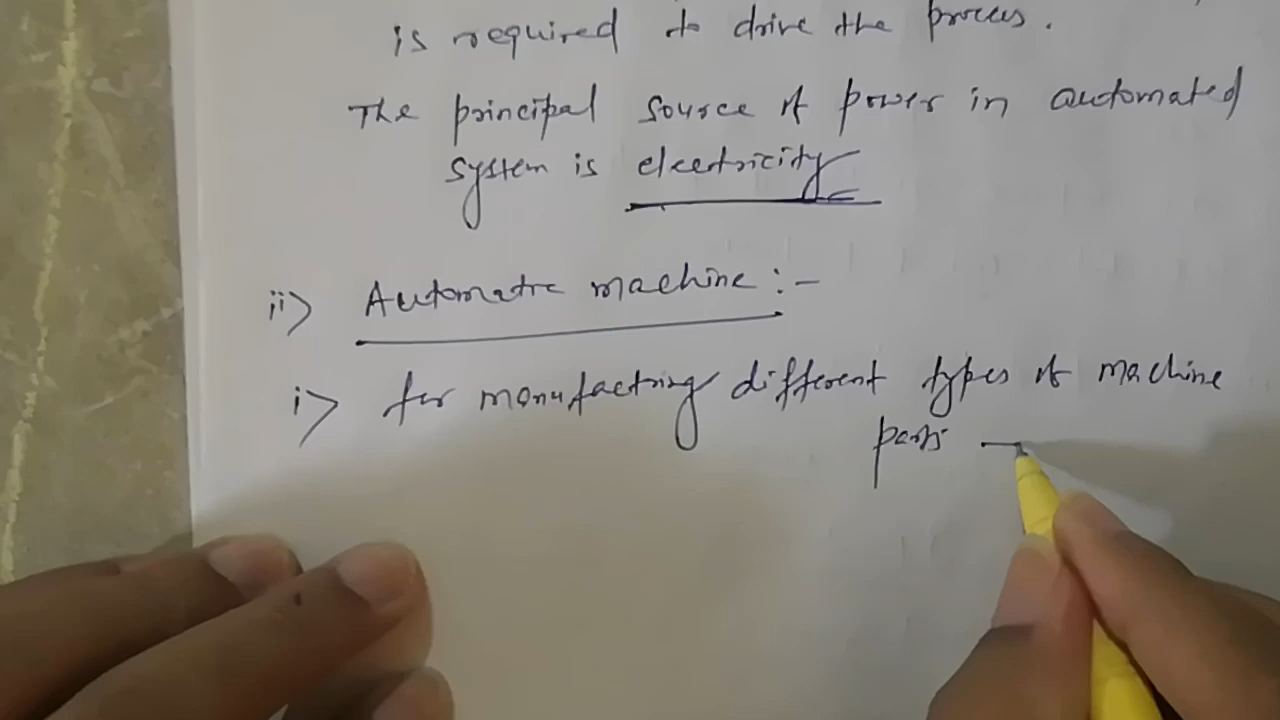 is required to drive the process.
The principal source of power in automated
system is electricity
ii) Automatic machine :-
i) for manufactring different types of machine
parts —